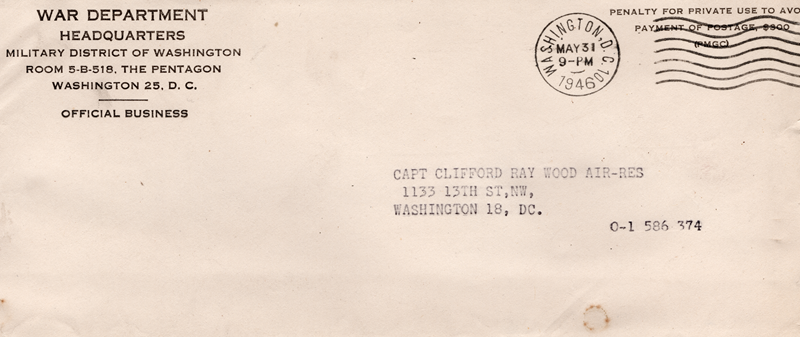 WAR DEPARTMENT
HEADQUARTERS
MILITARY DISTRICT OF WASHINGTON
ROOM 5-B-518, THE PENTAGON
WASHINGTON 25, D. C.
OFFICIAL BUSINESS
WASHINGTON, D.C. 10
MAY 31
9-PM
1946
PENALTY FOR PRIVATE USE TO AVO
PAYMENT OF POSTAGE, $300
(PMGC)
CAPT CLIFFORD RAY WOOD AIR-RES
1133 13TH ST,NW,
WASHINGTON 18, DC.
O-1 586 374